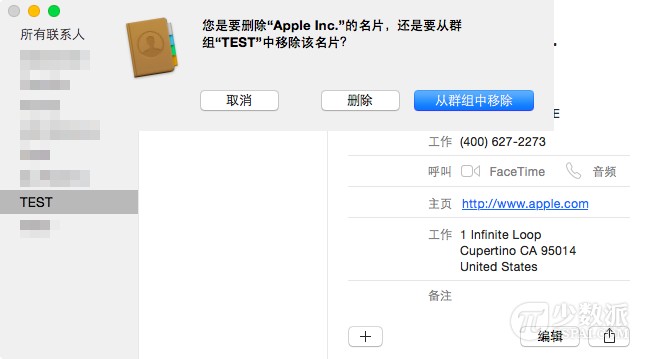 所有联系人
TEST
您是要删除“Apple Inc.”的名片，还是要从群
组“TEST”中移除该名片？
取消
删除
从群组中移除
工作 (400) 627-2273
呼叫 FaceTime 音频
主页 http://www.apple.com
工作 1 Infinite Loop
Cupertino CA 95014
United States
备注
编辑
少数派